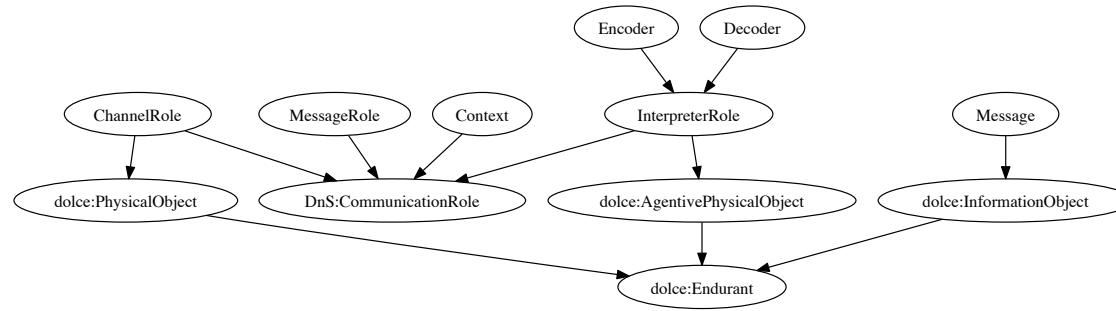 Encoder
Decoder
ChannelRole
MessageRole
Context
InterpreterRole
Message
dolce:PhysicalObject
DnS:CommunicationRole
dolce:AgentivePhysicalObject
dolce:InformationObject
dolce:Endurant